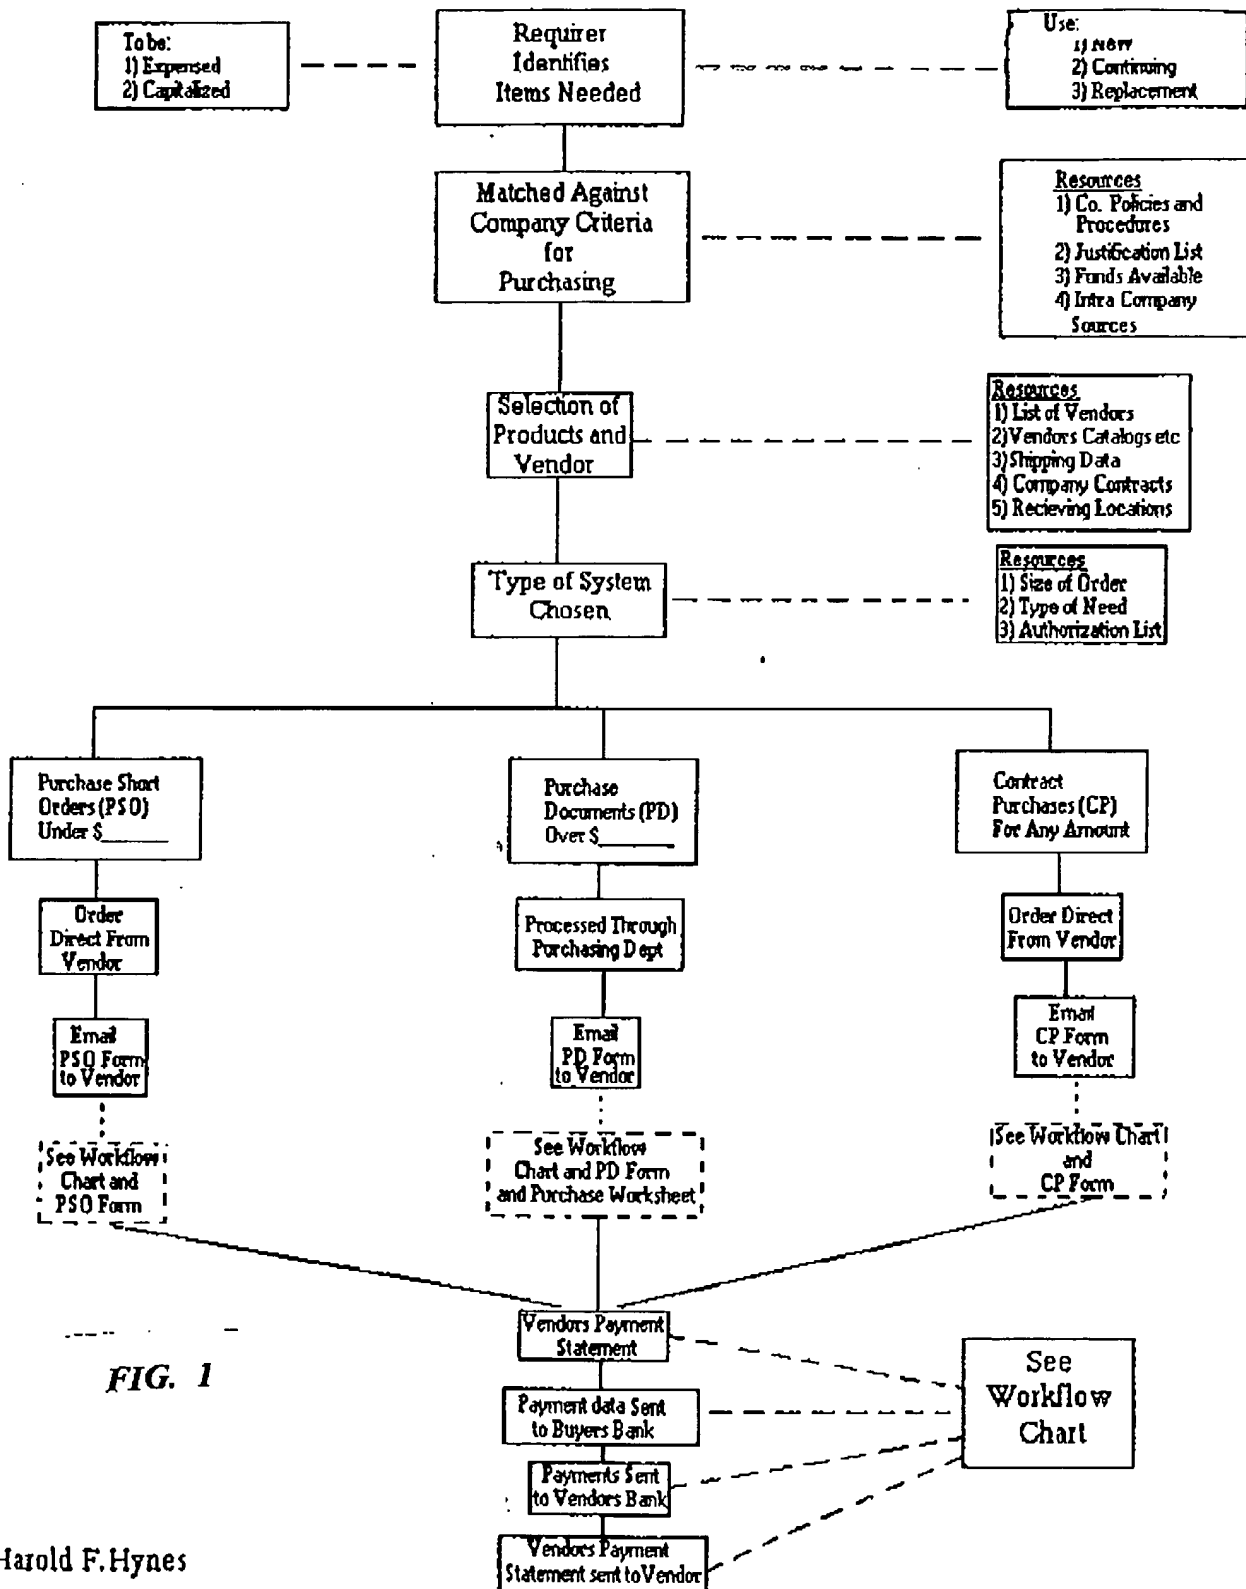 To be:
1) Expensed
2) Capitalized
Requirer
Identifies
Items Needed
Use:
1) New
2) Continuing
3) Replacement
Matched Against
Company Criteria
for
Purchasing
Resources
1) Co. Policies and
Procedures
2) Justification List
3) Funds Available
4) Intra Company
Sources
Selection of
Products and
Vendor
Resources
1) List of Vendors
2) Vendors Catalogs etc
3) Shipping Data
4) Company Contracts
5) Recieving Locations
Type of System
Chosen
Resources
1) Size of Order
2) Type of Need
3) Authorization List
Purchase Short
Orders (PSO)
Under $______
Purchase
Documents (PD)
Over $_______
Contract
Purchases (CP)
For Any Amount
Order
Direct From
Vendor
Processed Through
Purchasing Dept
Order Direct
From Vendor
Email
PSO Form
to Vendor
Email
PD Form
to Vendor
Email
CP Form
to Vendor
See Workflow
Chart and
PSO Form
See Workflow
Chart and PD Form
and Purchase Worksheet
See Workflow Chart
and
CP Form
Vendors Payment
Statement
Payment data Sent
to Buyers Bank
Payments Sent
to Vendors Bank
Vendors Payment
Statement sent to Vendor
See
Workflow
Chart
FIG. 1
Harold F. Hynes